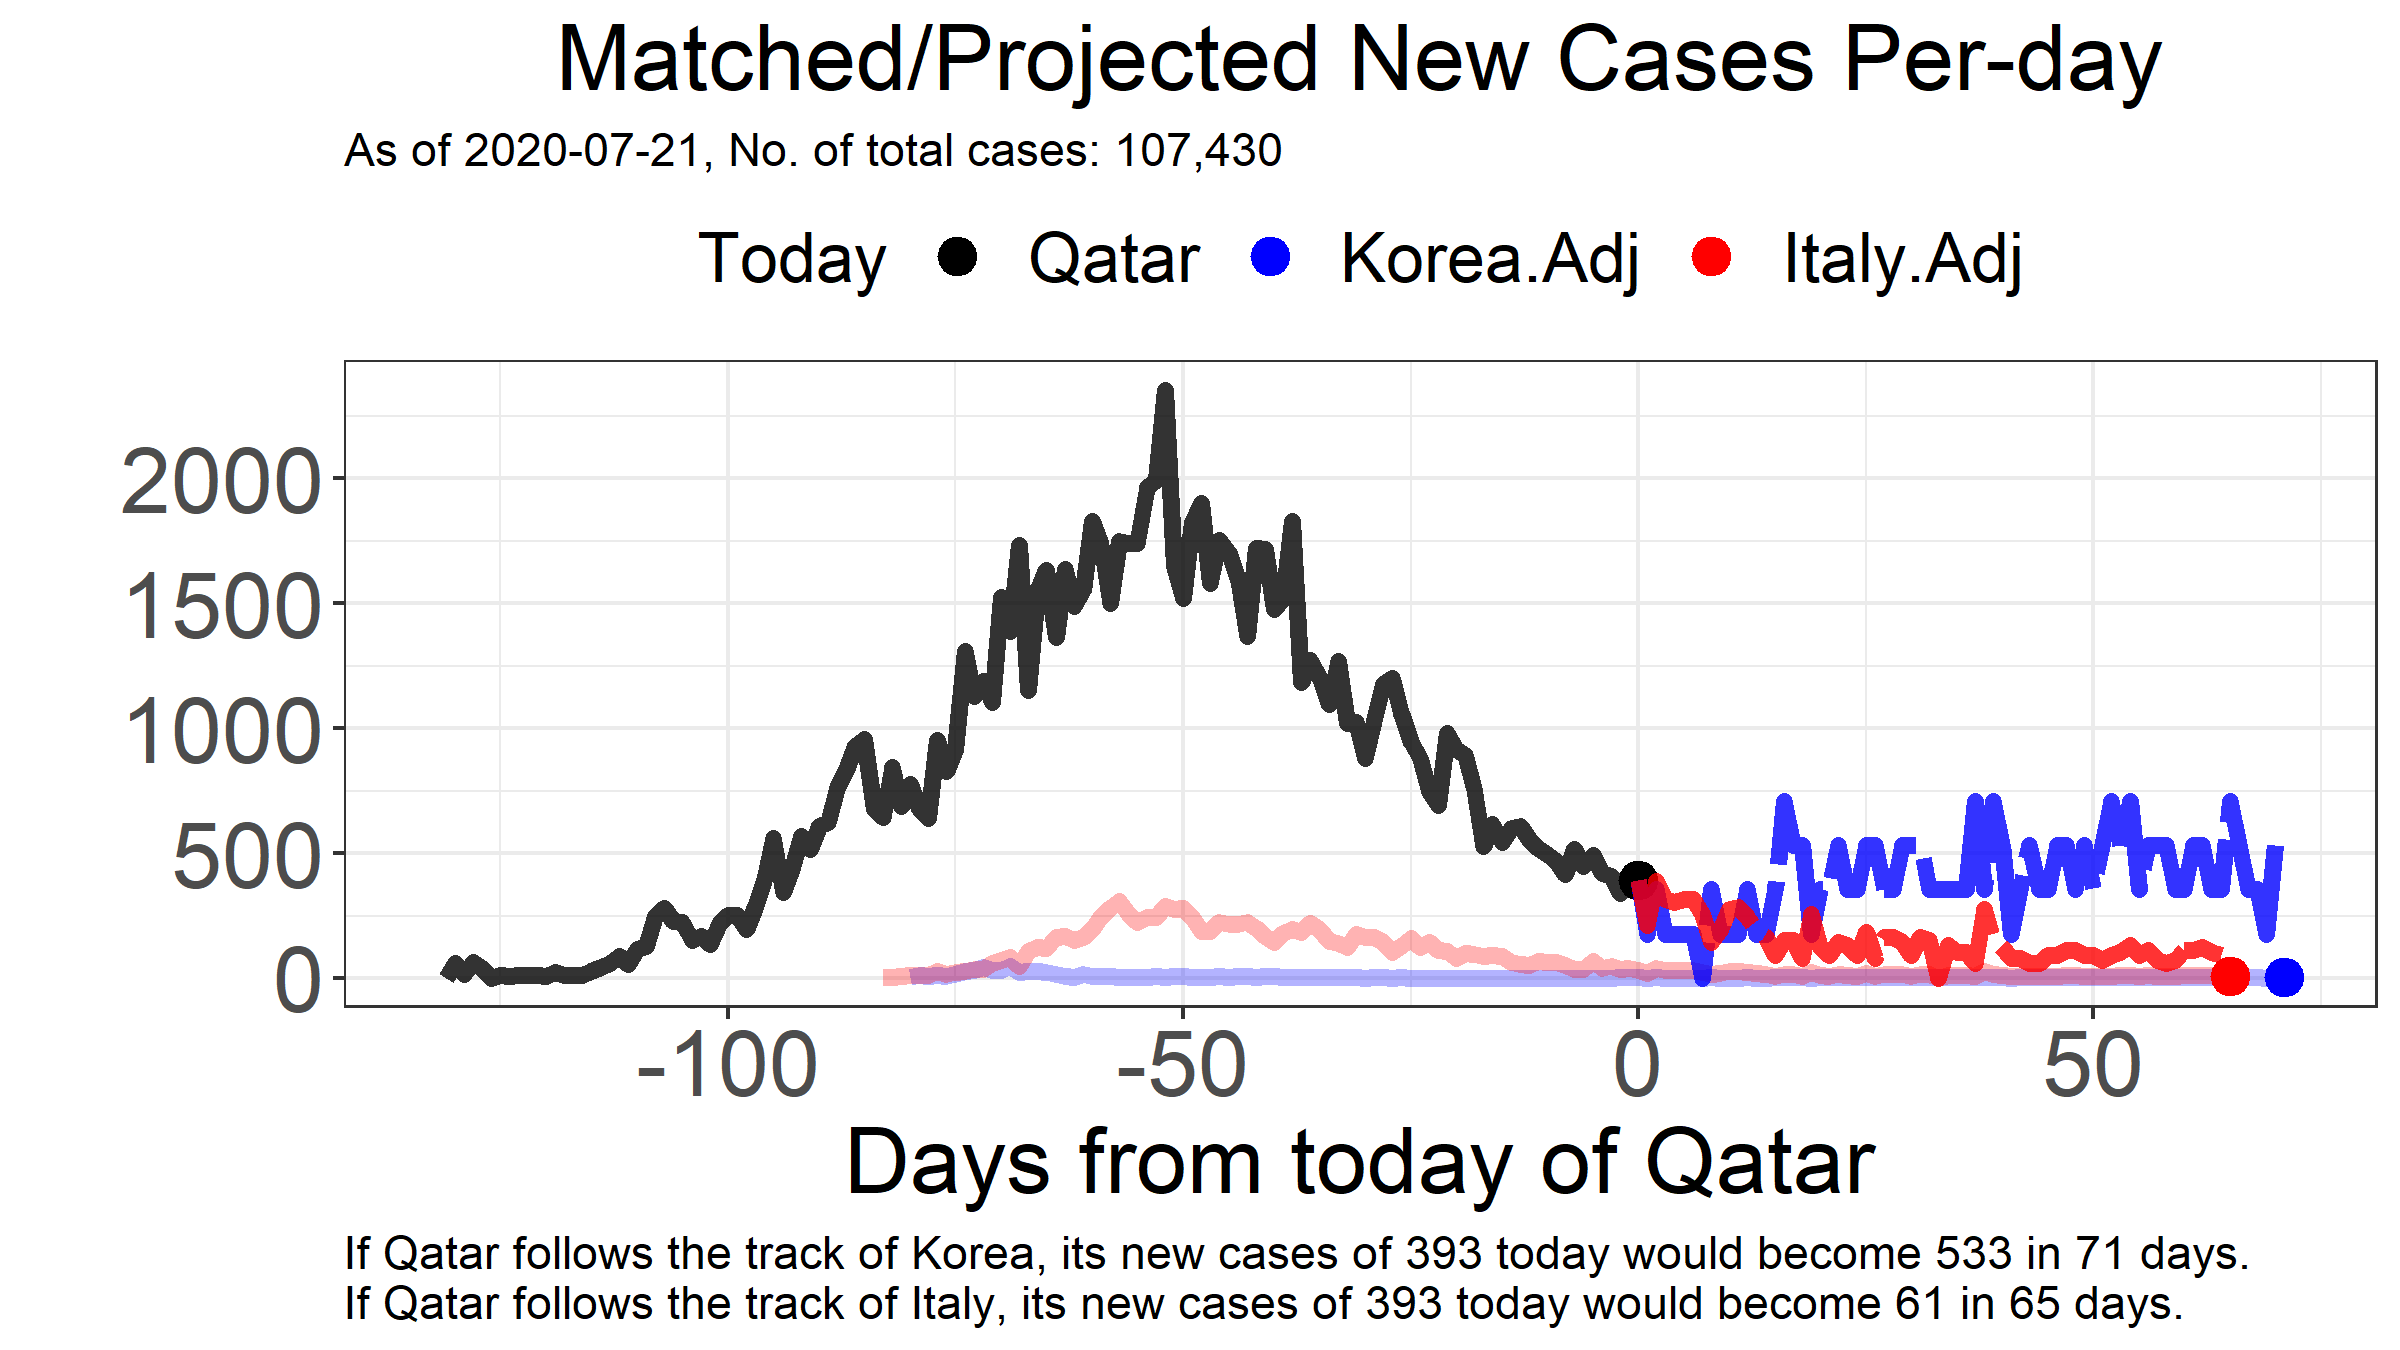 Matched/Projected New Cases Per-day
As of 2020-07-21, No. of total cases: 107,430
Today Qatar Korea.Adj Italy.Adj
2000
1500
1000
500
0
-100 -50 0 50
Days from today of Qatar
If Qatar follows the track of Korea, its new cases of 393 today would become 533 in 71 days.
If Qatar follows the track of Italy, its new cases of 393 today would become 61 in 65 days.